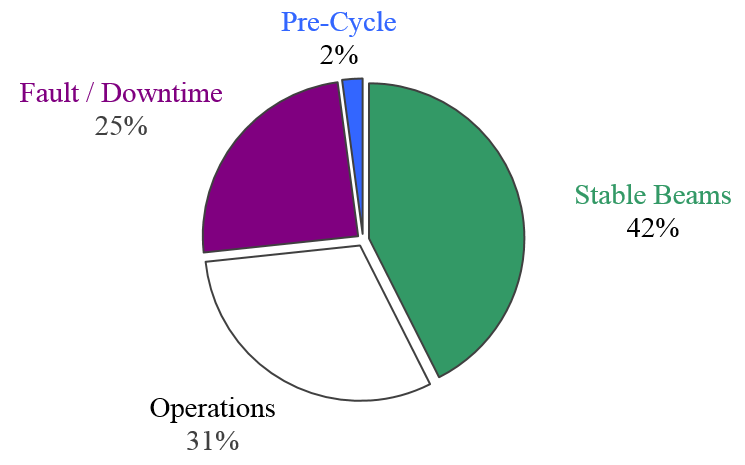 Pre-Cycle
2%
Fault / Downtime
25%
Stable Beams
42%
Operations
31%